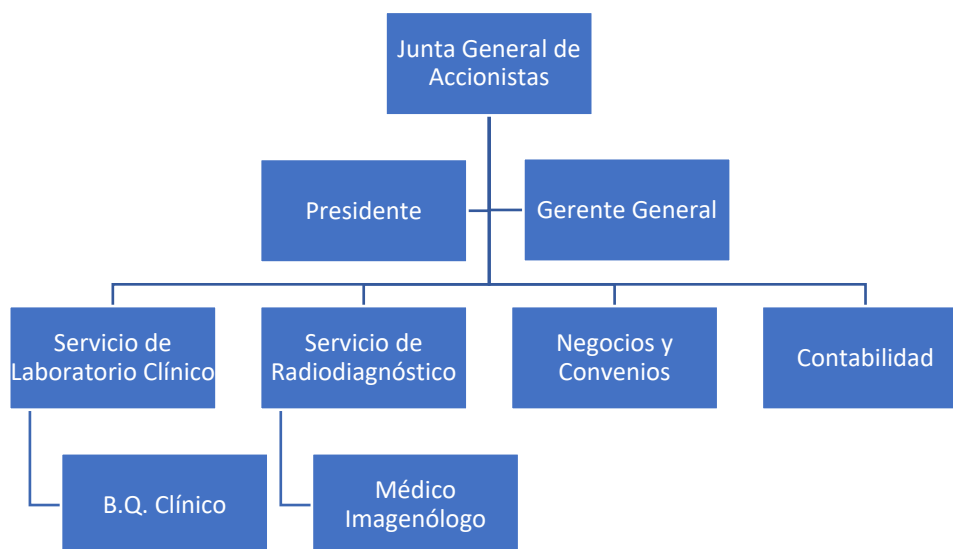 Junta General de
Accionistas
Presidente
Gerente General
Servicio de
Laboratorio Clínico
Servicio de
Radiodiagnóstico
Negocios y
Convenios
Contabilidad
B.Q. Clínico
Médico
Imagenólogo